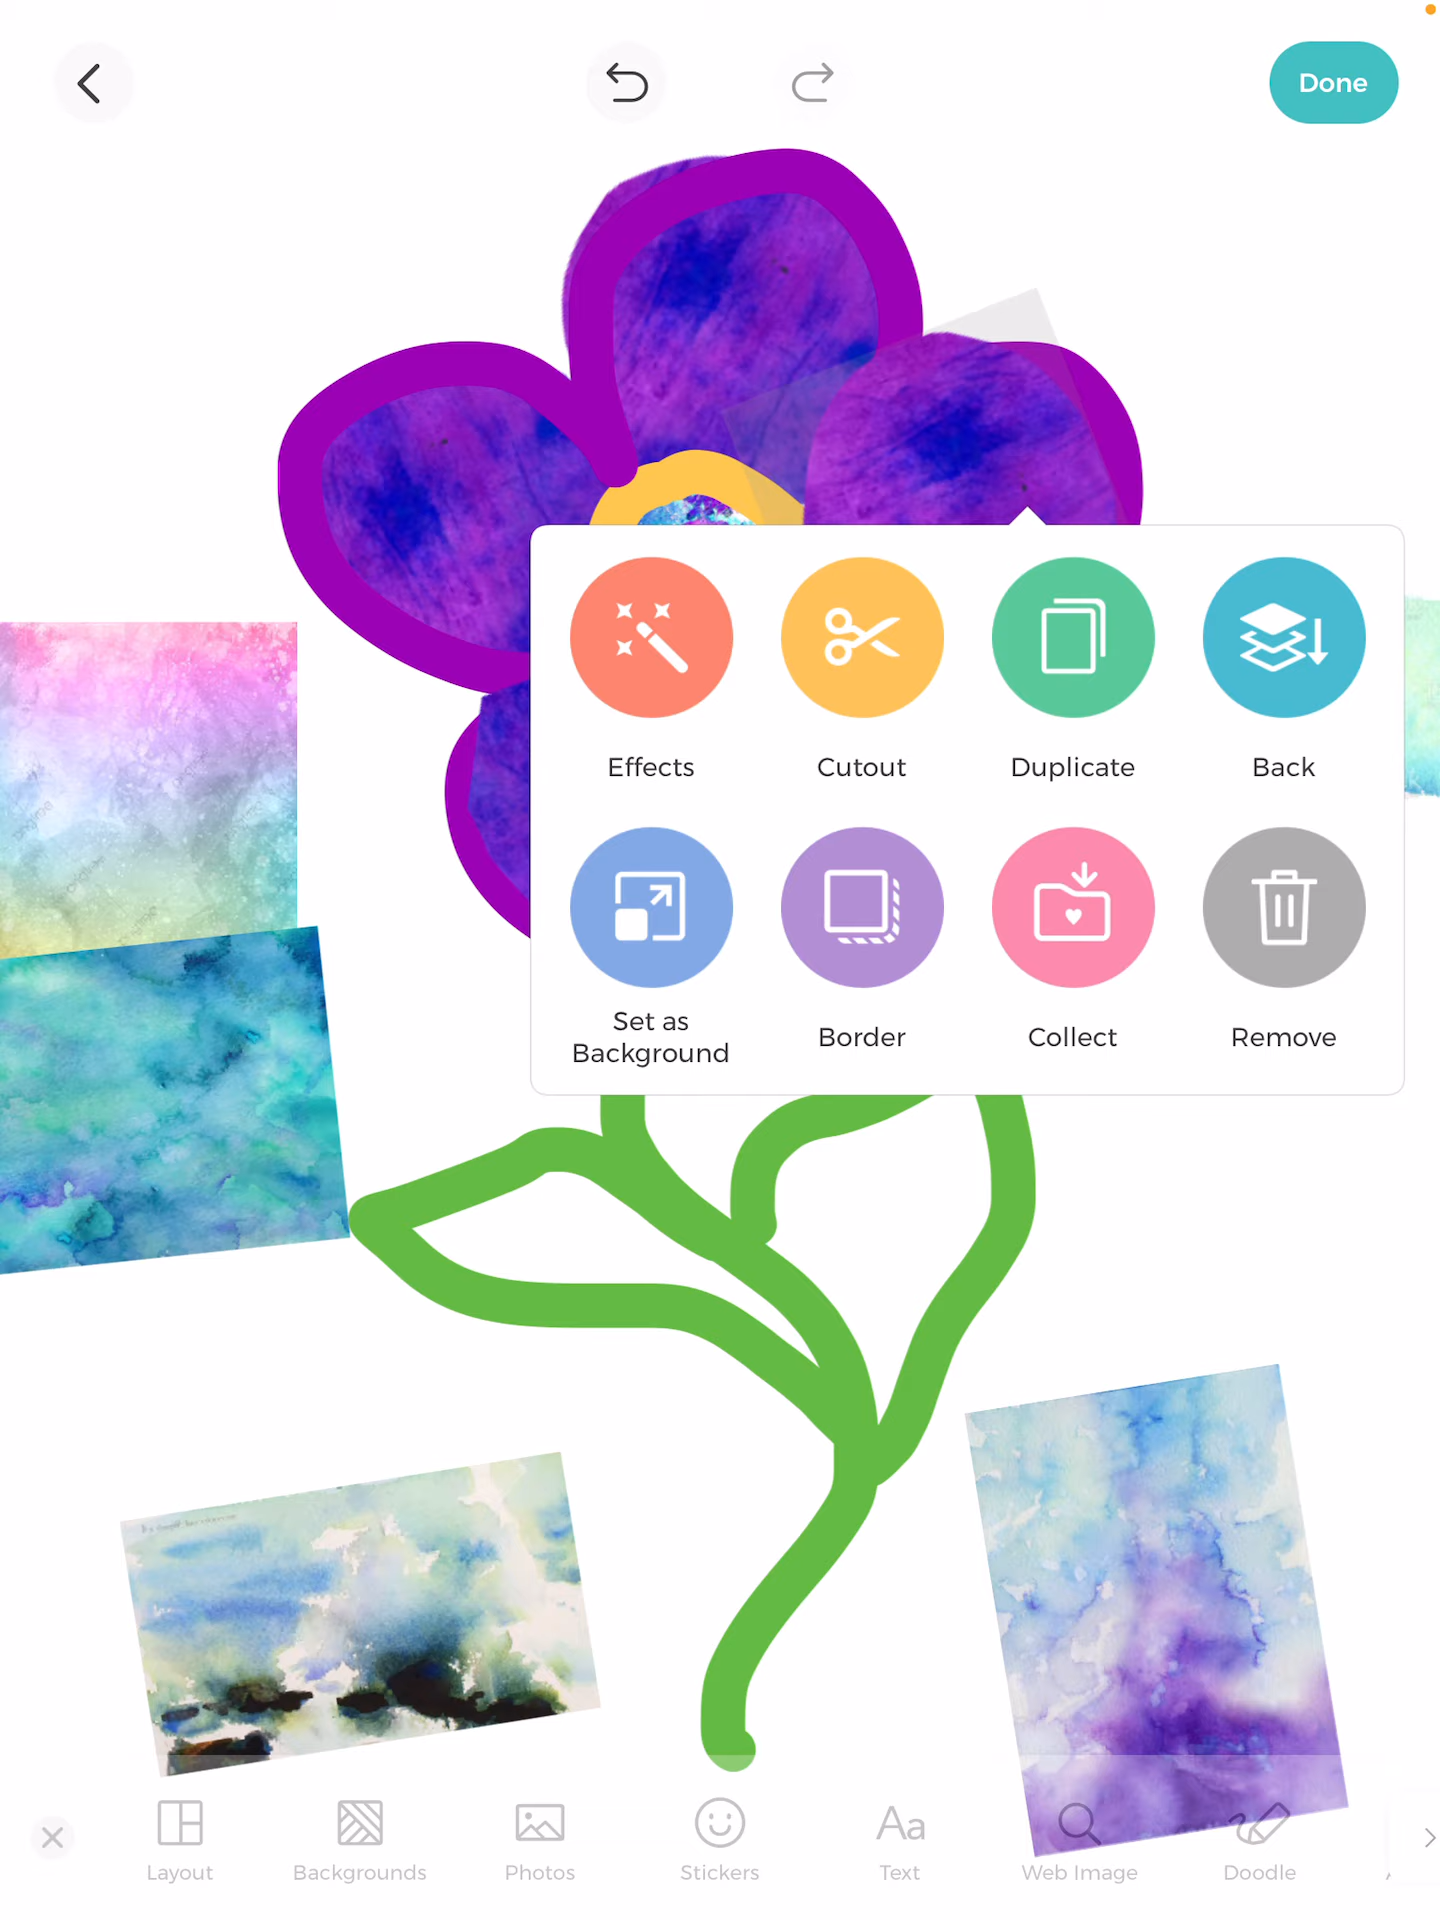 Done
Effects
Cutout
Duplicate
Back
Set as
Background
Border
Collect
Remove
Layout
Backgrounds
Photos
Stickers
Aa
Text
Web Image
Doodle